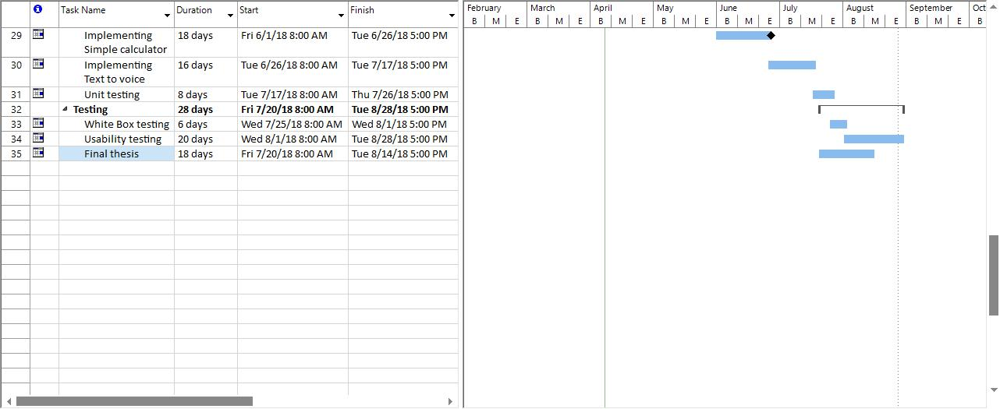 Task Name Duration Start Finish
February March April May June July August September Oct
B M E B M E B M E B M E B M E B M E B M E B M E B
29 Implementing 18 days Fri 6/1/18 8:00 AM Tue 6/26/18 5:00 PM
Simple calculator
30 Implementing 16 days Tue 6/26/18 8:00 AM Tue 7/17/18 5:00 PM
Text to voice
31 Unit testing 8 days Tue 7/17/18 8:00 AM Thu 7/26/18 5:00 PM
32 Testing 28 days Fri 7/20/18 8:00 AM Tue 8/28/18 5:00 PM
33 White Box testing 6 days Wed 7/25/18 8:00 AM Wed 8/1/18 5:00 PM
34 Usability testing 20 days Wed 8/1/18 8:00 AM Tue 8/28/18 5:00 PM
35 Final thesis 18 days Fri 7/20/18 8:00 AM Tue 8/14/18 5:00 PM